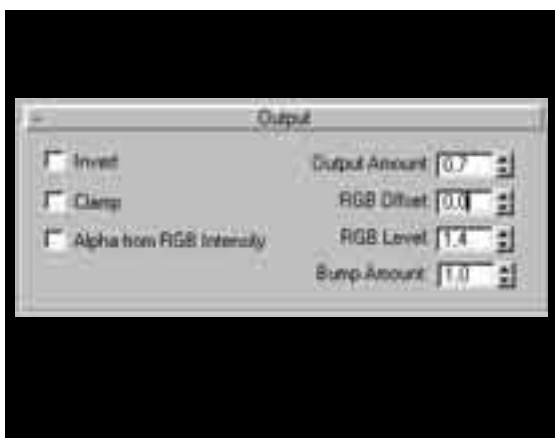 Output
Invert
Clamp
Alpha from RGB Intensity
Output Amount 0.7
RGB Offset 0.0
RGB Level 1.4
Bump Amount 1.0